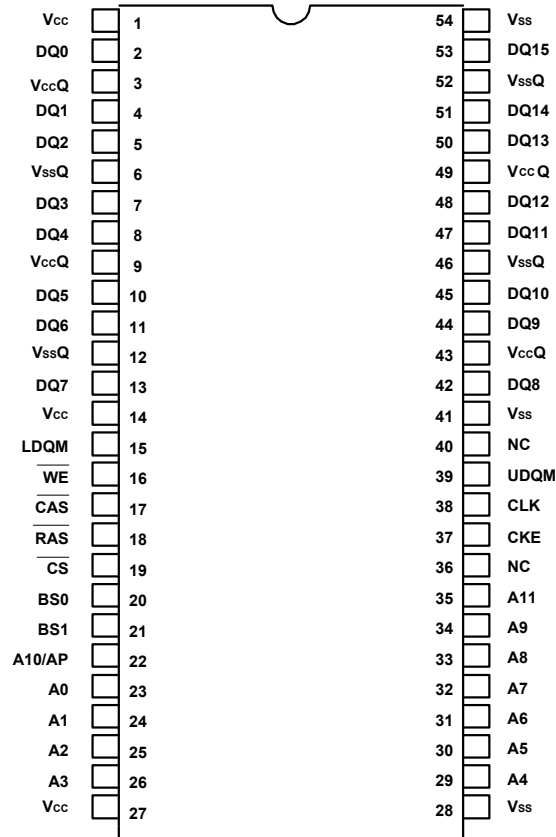 Vcc 1 54 Vss
DQ0 2 53 DQ15
VccQ 3 52 VssQ
DQ1 4 51 DQ14
DQ2 5 50 DQ13
VssQ 6 49 Vcc Q
DQ3 7 48 DQ12
DQ4 8 47 DQ11
VccQ 9 46 VssQ
DQ5 10 45 DQ10
DQ6 11 44 DQ9
VssQ 12 43 VccQ
DQ7 13 42 DQ8
Vcc 14 41 Vss
LDQM 15 40 NC
WE 16 39 UDQM
CAS 17 38 CLK
RAS 18 37 CKE
CS 19 36 NC
BS0 20 35 A11
BS1 21 34 A9
A10/AP 22 33 A8
A0 23 32 A7
A1 24 31 A6
A2 25 30 A5
A3 26 29 A4
Vcc 27 28 Vss